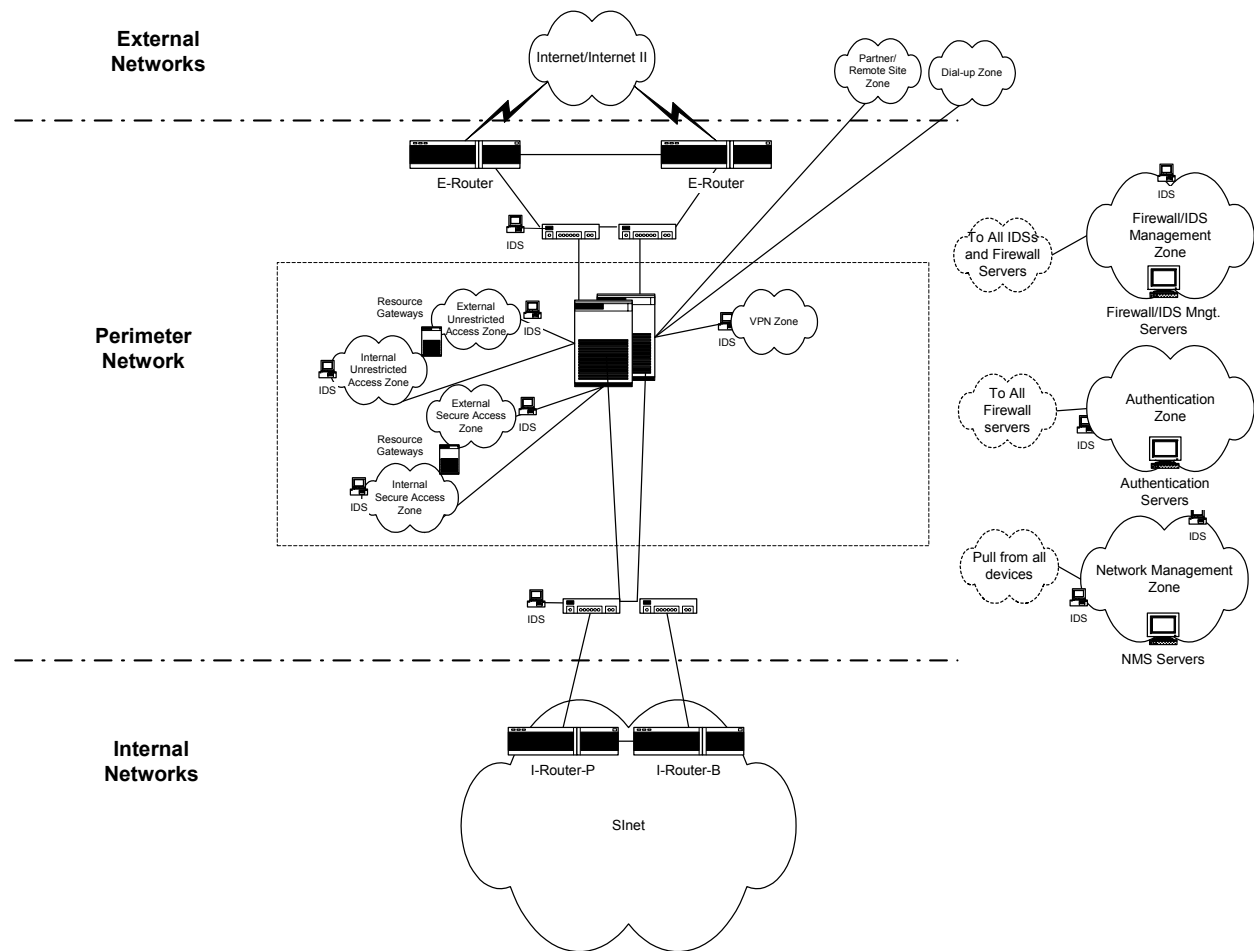 External
Networks
Internet/Internet II
Partner/
Remote Site
Zone
Dial-up Zone
E-Router
E-Router
IDS
IDS
Firewall/IDS
Management
Zone
To All IDSs
and Firewall
Servers
Firewall/IDS Mngt.
Servers
Perimeter
Network
Resource
Gateways
External
Unrestricted
Access Zone
IDS
VPN Zone
IDS
Internal
Unrestricted
Access Zone
IDS
External
Secure Access
Zone
IDS
Resource
Gateways
Internal
Secure Access
Zone
IDS
To All
Firewall
servers
Authentication
Zone
IDS
Authentication
Servers
IDS
Pull from all
devices
Network Management
Zone
IDS
NMS Servers
IDS
Internal
Networks
I-Router-P
I-Router-B
SInet